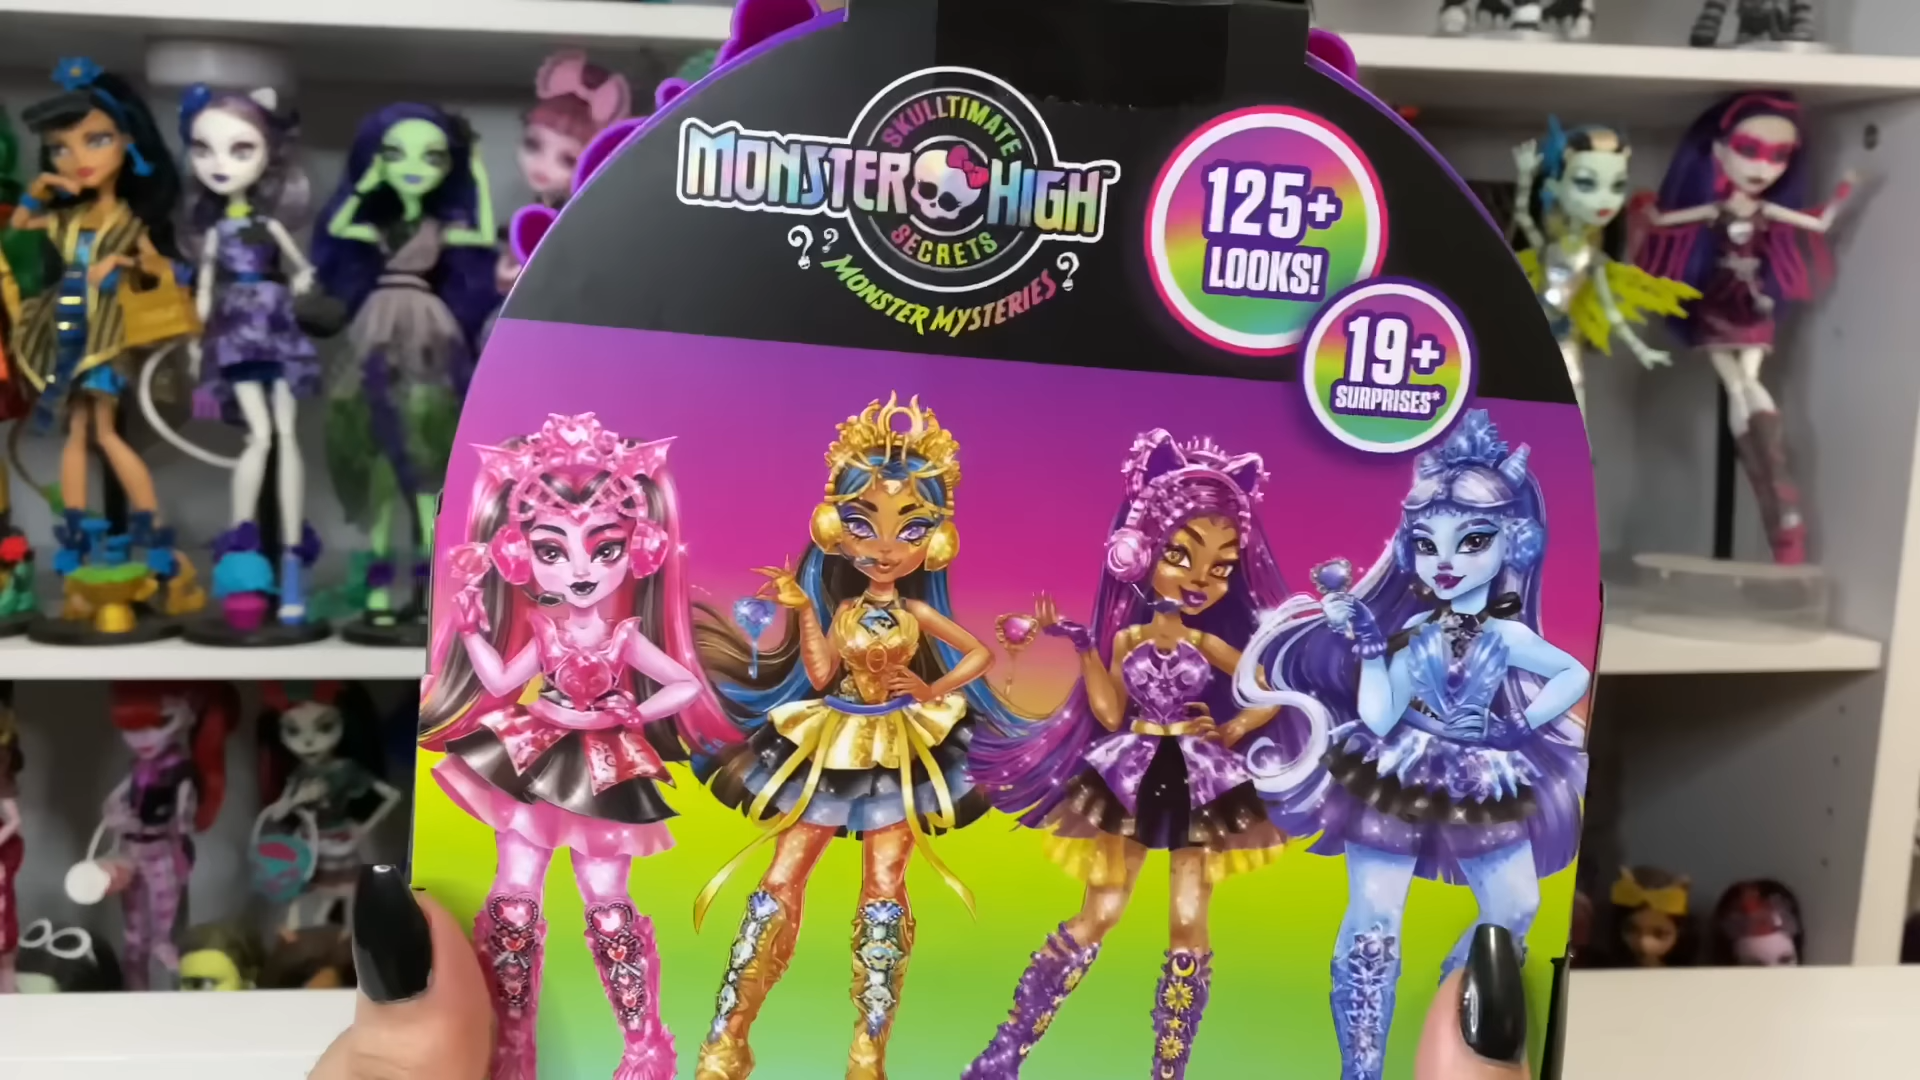 SKULLTIMATE
MONSTER HIGH
SECRETS
MONSTER MYSTERIES
125+
LOOKS!
19+
SURPRISES*